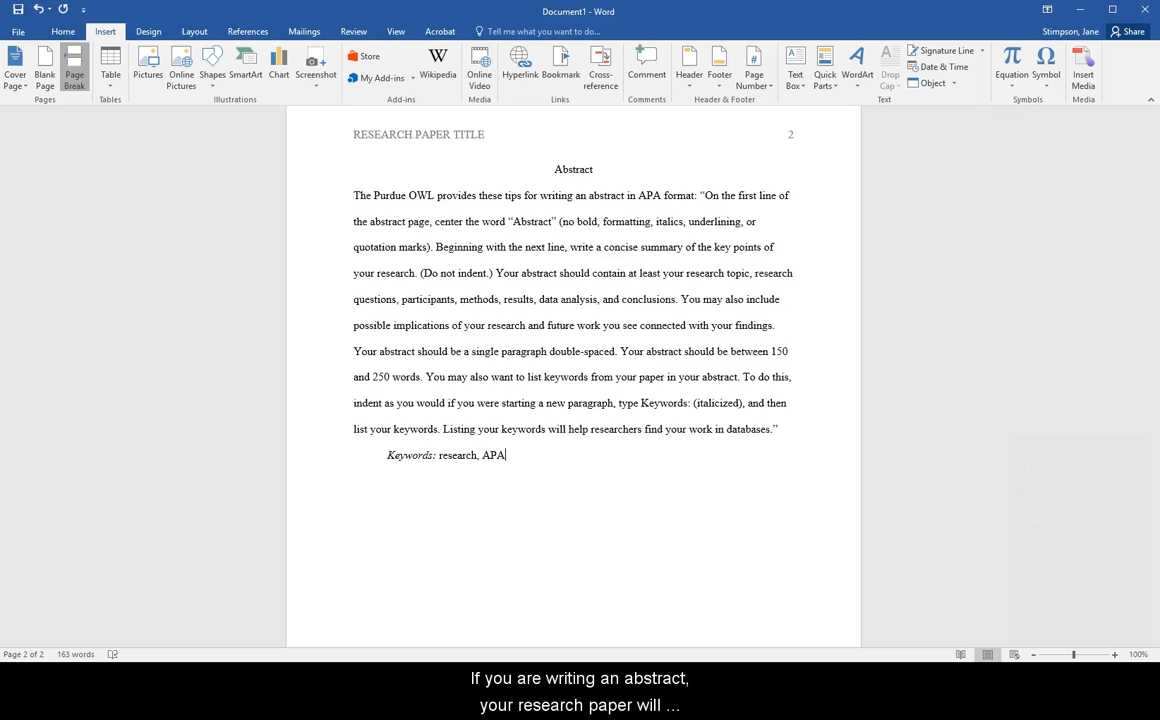 Document1 - Word
File Home Insert Design Layout References Mailings Review View Acrobat Tell me what you want to do... Stimpson, Jane Share
Cover Page
Blank Page
Page Break
Table
Pictures
Online Pictures
Shapes
SmartArt
Chart
Screenshot
Store
My Add-ins
Wikipedia
Online Video
Hyperlink
Bookmark
Cross-reference
Comment
Header
Footer
Page Number
Text Box
Quick Parts
WordArt
Drop Cap
Signature Line
Date & Time
Object
Equation
Symbol
Insert Media
Pages Tables Illustrations Add-ins Media Links Comments Header & Footer Text Symbols Media
RESEARCH PAPER TITLE 2
Abstract
The Purdue OWL provides these tips for writing an abstract in APA format: “On the first line of
the abstract page, center the word “Abstract” (no bold, formatting, italics, underlining, or
quotation marks). Beginning with the next line, write a concise summary of the key points of
your research. (Do not indent.) Your abstract should contain at least your research topic, research
questions, participants, methods, results, data analysis, and conclusions. You may also include
possible implications of your research and future work you see connected with your findings.
Your abstract should be a single paragraph double-spaced. Your abstract should be between 150
and 250 words. You may also want to list keywords from your paper in your abstract. To do this,
indent as you would if you were starting a new paragraph, type Keywords: (italicized), and then
list your keywords. Listing your keywords will help researchers find your work in databases.”
Keywords: research, APA
Page 2 of 2 163 words 100%
If you are writing an abstract,
your research paper will ...